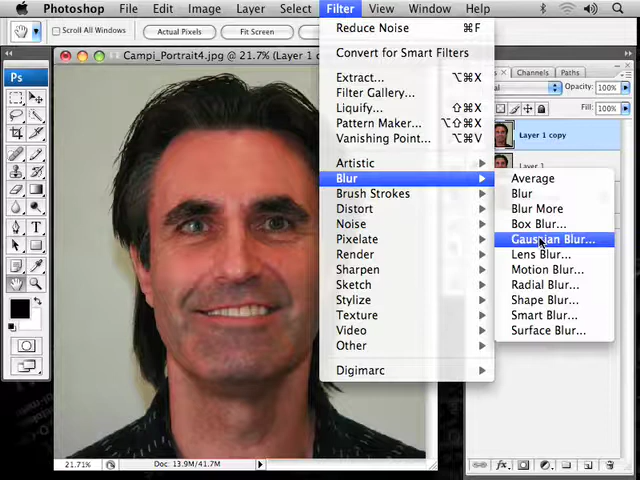 Photoshop File Edit Image Layer Select Filter View Window Help
Scroll All Windows Actual Pixels Fit Screen
Reduce Noise ⌘F
Convert for Smart Filters
Extract... ⌥⌘X
Filter Gallery...
Liquify... ⇧⌘X
Pattern Maker... ⌥⇧⌘X
Vanishing Point... ⌥⌘V
Artistic
Blur
Brush Strokes
Distort
Noise
Pixelate
Render
Sharpen
Sketch
Stylize
Texture
Video
Other
Digimarc
Average
Blur
Blur More
Box Blur...
Gaussian Blur...
Lens Blur...
Motion Blur...
Radial Blur...
Shape Blur...
Smart Blur...
Surface Blur...
Ps
Campi_Portrait4.jpg @ 21.7% (Layer 1
Channels Paths
Opacity: 100%
Fill: 100%
Layer 1 copy
Layer 1
21.71% Doc: 13.9M/41.7M
fx